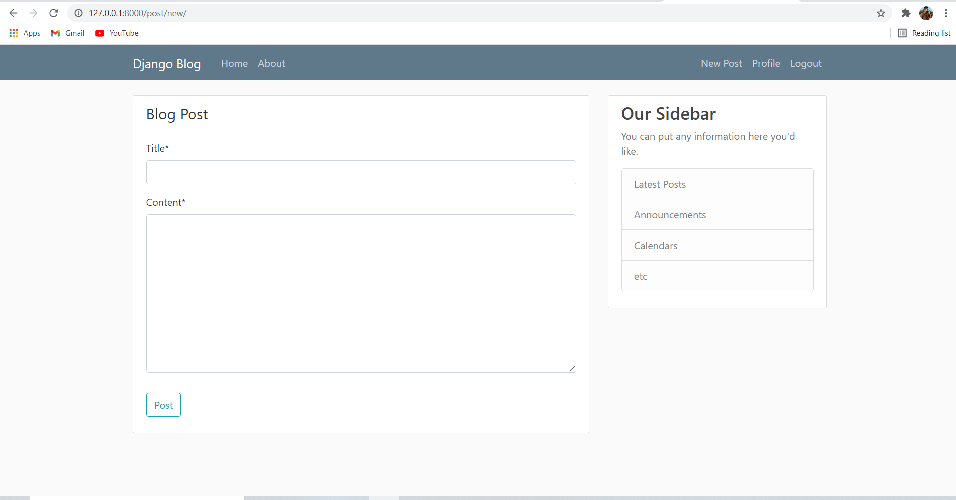 127.0.0.1:8000/post/new/
Apps Gmail YouTube Reading list
Django Blog Home About New Post Profile Logout
Blog Post
Title*
Content*
Post
Our Sidebar
You can put any information here you'd
like.
Latest Posts
Announcements
Calendars
etc